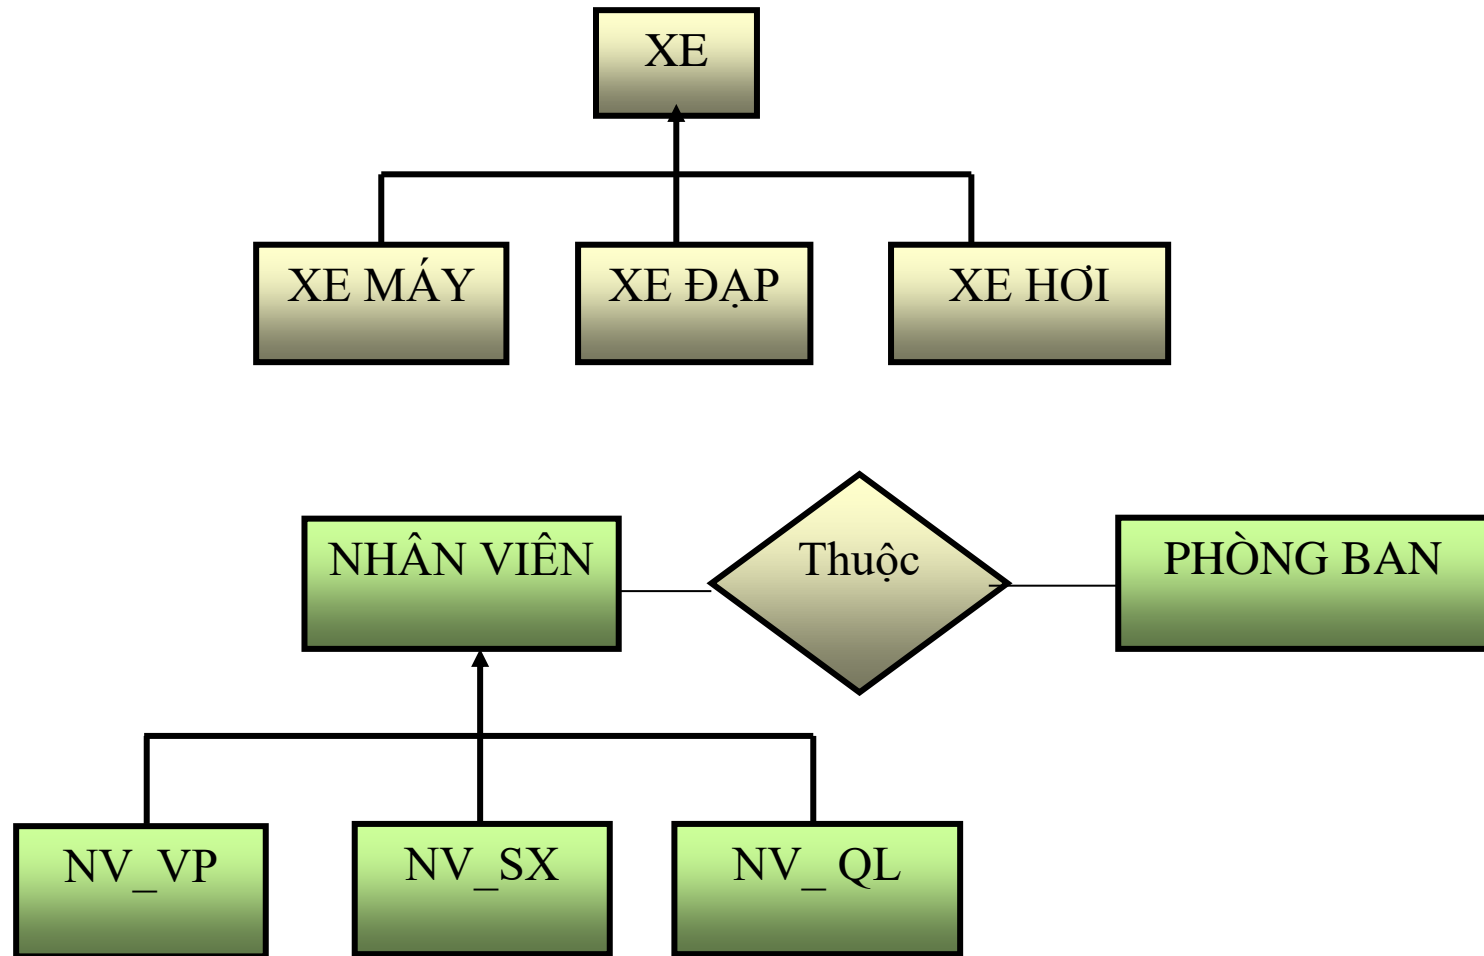 XE
XE MÁY
XE ĐẠP
XE HƠI
NHÂN VIÊN
Thuộc
PHÒNG BAN
NV_VP
NV_SX
NV_ QL